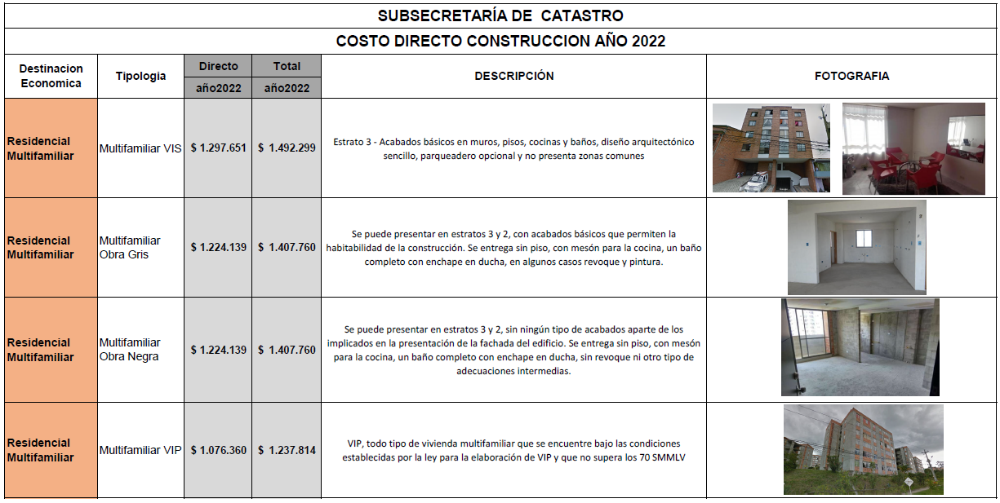 SUBSECRETARÍA DE CATASTRO
COSTO DIRECTO CONSTRUCCION AÑO 2022
Destinacion
Economica
Tipologia
Directo
Total
año2022
año2022
DESCRIPCIÓN
FOTOGRAFIA
Residencial
Multifamiliar
Multifamiliar VIS
$ 1.297.651
$ 1.492.299
Estrato 3 - Acabados básicos en muros, pisos, cocinas y baños, diseño arquitectónico
sencillo, parqueadero opcional y no presenta zonas comunes
Residencial
Multifamiliar
Multifamiliar
Obra Gris
$ 1.224.139
$ 1.407.760
Se puede presentar en estratos 3 y 2, con acabados básicos que permiten la
habitabilidad de la construcción. Se entrega sin piso, con mesón para la cocina, un baño
completo con enchape en ducha, en algunos casos revoque y pintura.
Residencial
Multifamiliar
Multifamiliar
Obra Negra
$ 1.224.139
$ 1.407.760
Se puede presentar en estratos 3 y 2, sin ningún tipo de acabados aparte de los
implicados en la presentación de la fachada del edificio. Se entrega sin piso, con mesón
para la cocina, un baño completo con enchape en ducha, sin revoque ni otro tipo de
adecuaciones intermedias.
Residencial
Multifamiliar
Multifamiliar VIP
$ 1.076.360
$ 1.237.814
VIP, todo tipo de vivienda multifamiliar que se encuentre bajo las condiciones
establecidas por la ley para la elaboración de VIP y que no supera los 70 SMMLV